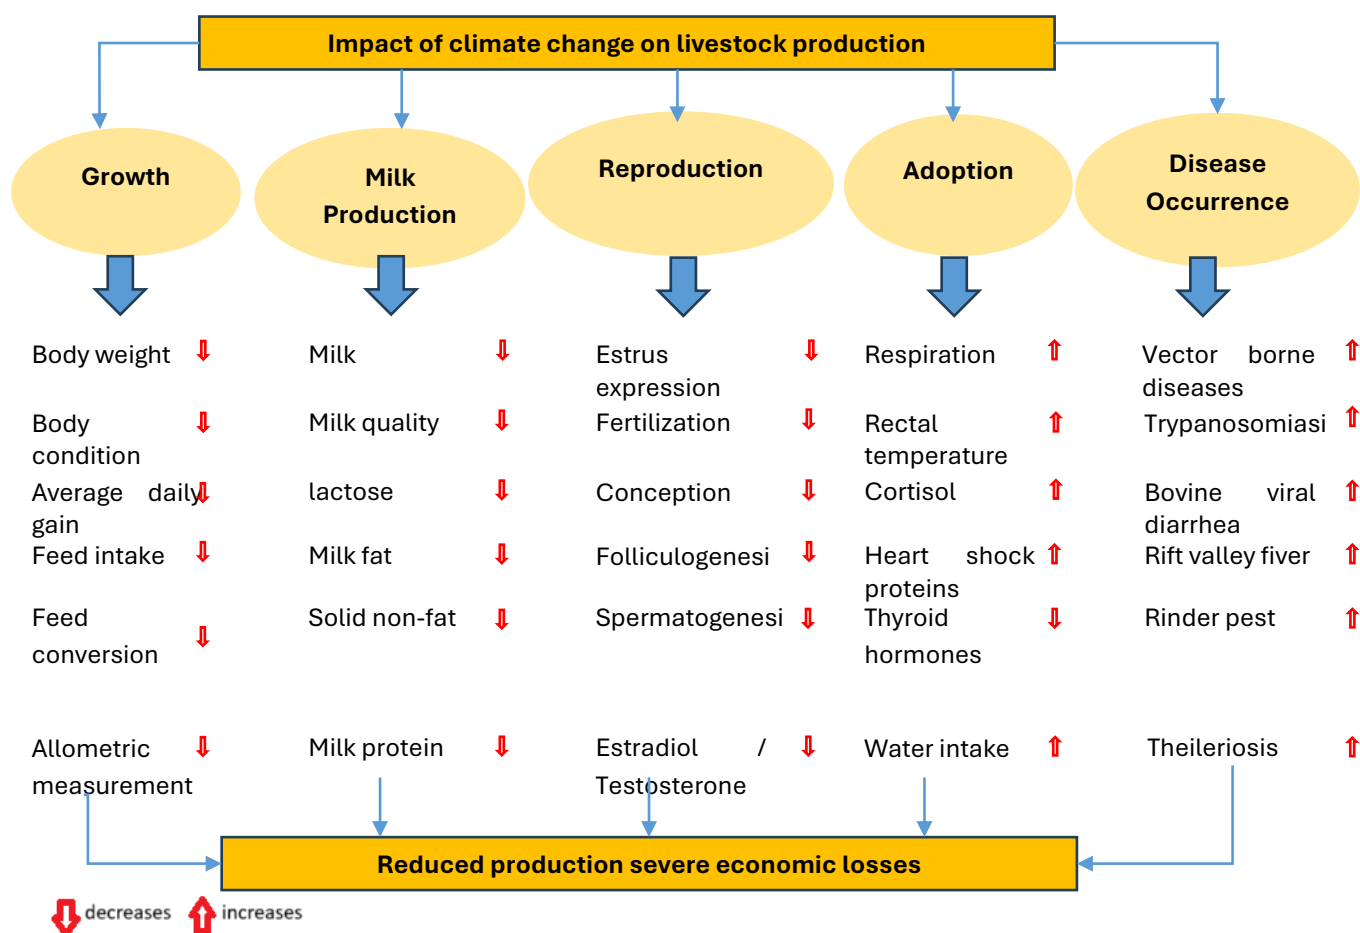 Impact of climate change on livestock production
Growth
Milk
Production
Reproduction
Adoption
Disease
Occurrence
Body weight
Body
condition
Average daily
gain
Feed intake
Feed
conversion
Allometric
measurement
Milk
Milk quality
lactose
Milk fat
Solid non-fat
Milk protein
Estrus
expression
Fertilization
Conception
Folliculogenesi
Spermatogenesi
Estradiol /
Testosterone
Respiration
Rectal
temperature
Cortisol
Heart shock
proteins
Thyroid
hormones
Water intake
Vector borne
diseases
Trypanosomiasi
Bovine viral
diarrhea
Rift valley fiver
Rinder pest
Theileriosis
Reduced production severe economic losses
decreases increases